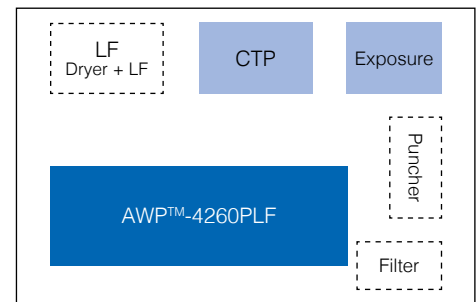 LF
Dryer + LF
CTP
Exposure
Puncher
AWP™-4260PLF
Filter